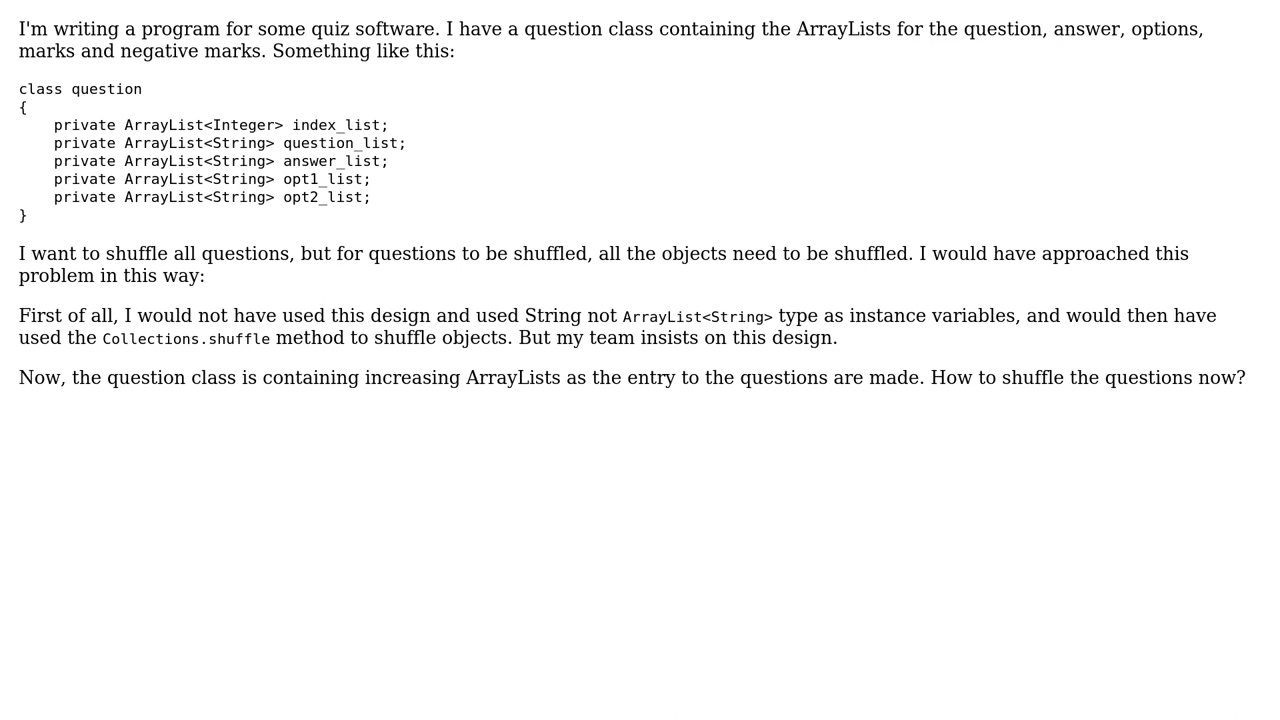 I'm writing a program for some quiz software. I have a question class containing the ArrayLists for the question, answer, options,
marks and negative marks. Something like this:
class question
{
    private ArrayList<Integer> index_list;
    private ArrayList<String> question_list;
    private ArrayList<String> answer_list;
    private ArrayList<String> opt1_list;
    private ArrayList<String> opt2_list;
}
I want to shuffle all questions, but for questions to be shuffled, all the objects need to be shuffled. I would have approached this
problem in this way:
First of all, I would not have used this design and used String not ArrayList<String> type as instance variables, and would then have
used the Collections.shuffle method to shuffle objects. But my team insists on this design.
Now, the question class is containing increasing ArrayLists as the entry to the questions are made. How to shuffle the questions now?